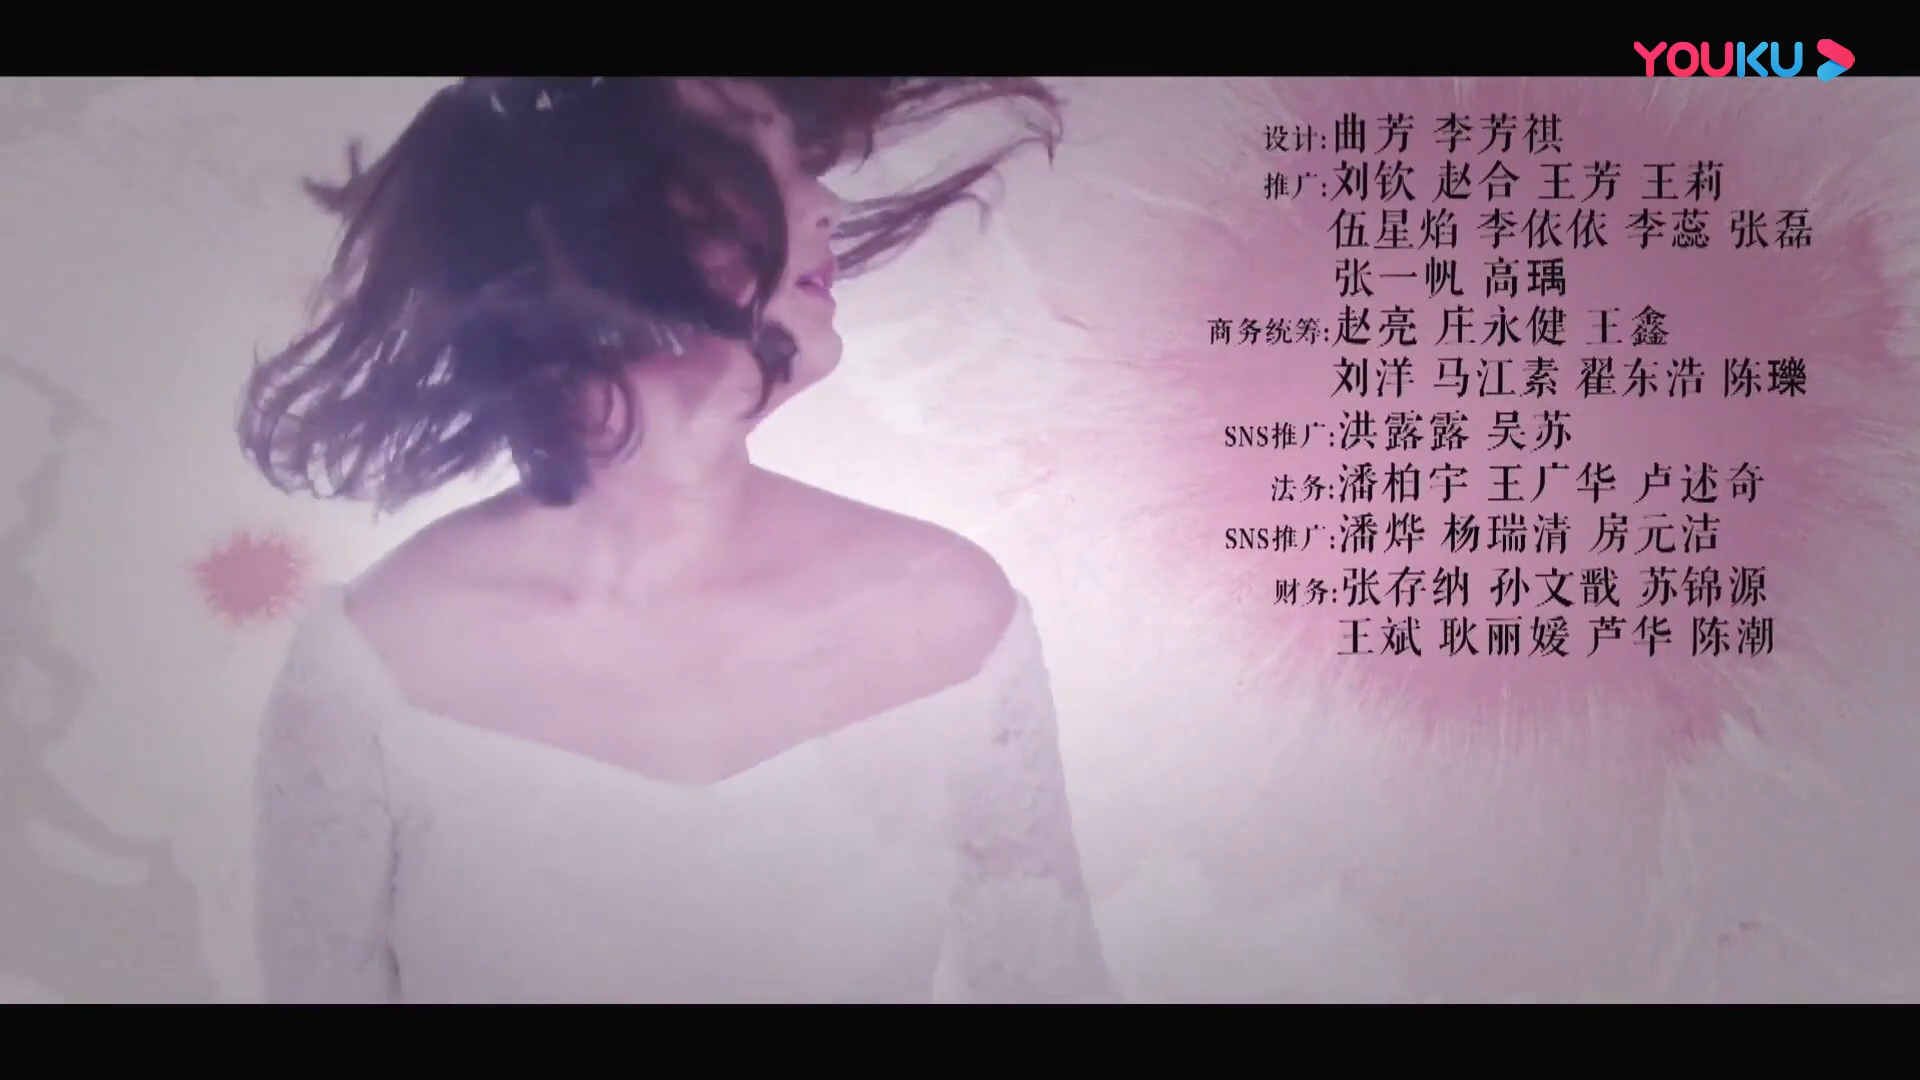 YOUKU
设计:曲芳 李芳祺
推广:刘钦 赵合 王芳 王莉
伍星焰 李依依 李蕊 张磊
张一帆 高瑀
商务统筹:赵亮 庄永健 王鑫
刘洋 马江素 翟东浩 陈瓅
SNS推广:洪露露 吴苏
法务:潘柏宇 王广华 卢述奇
SNS推广:潘烨 杨瑞清 房元洁
财务:张存纳 孙文戬 苏锦源
王斌 耿丽媛 芦华 陈潮